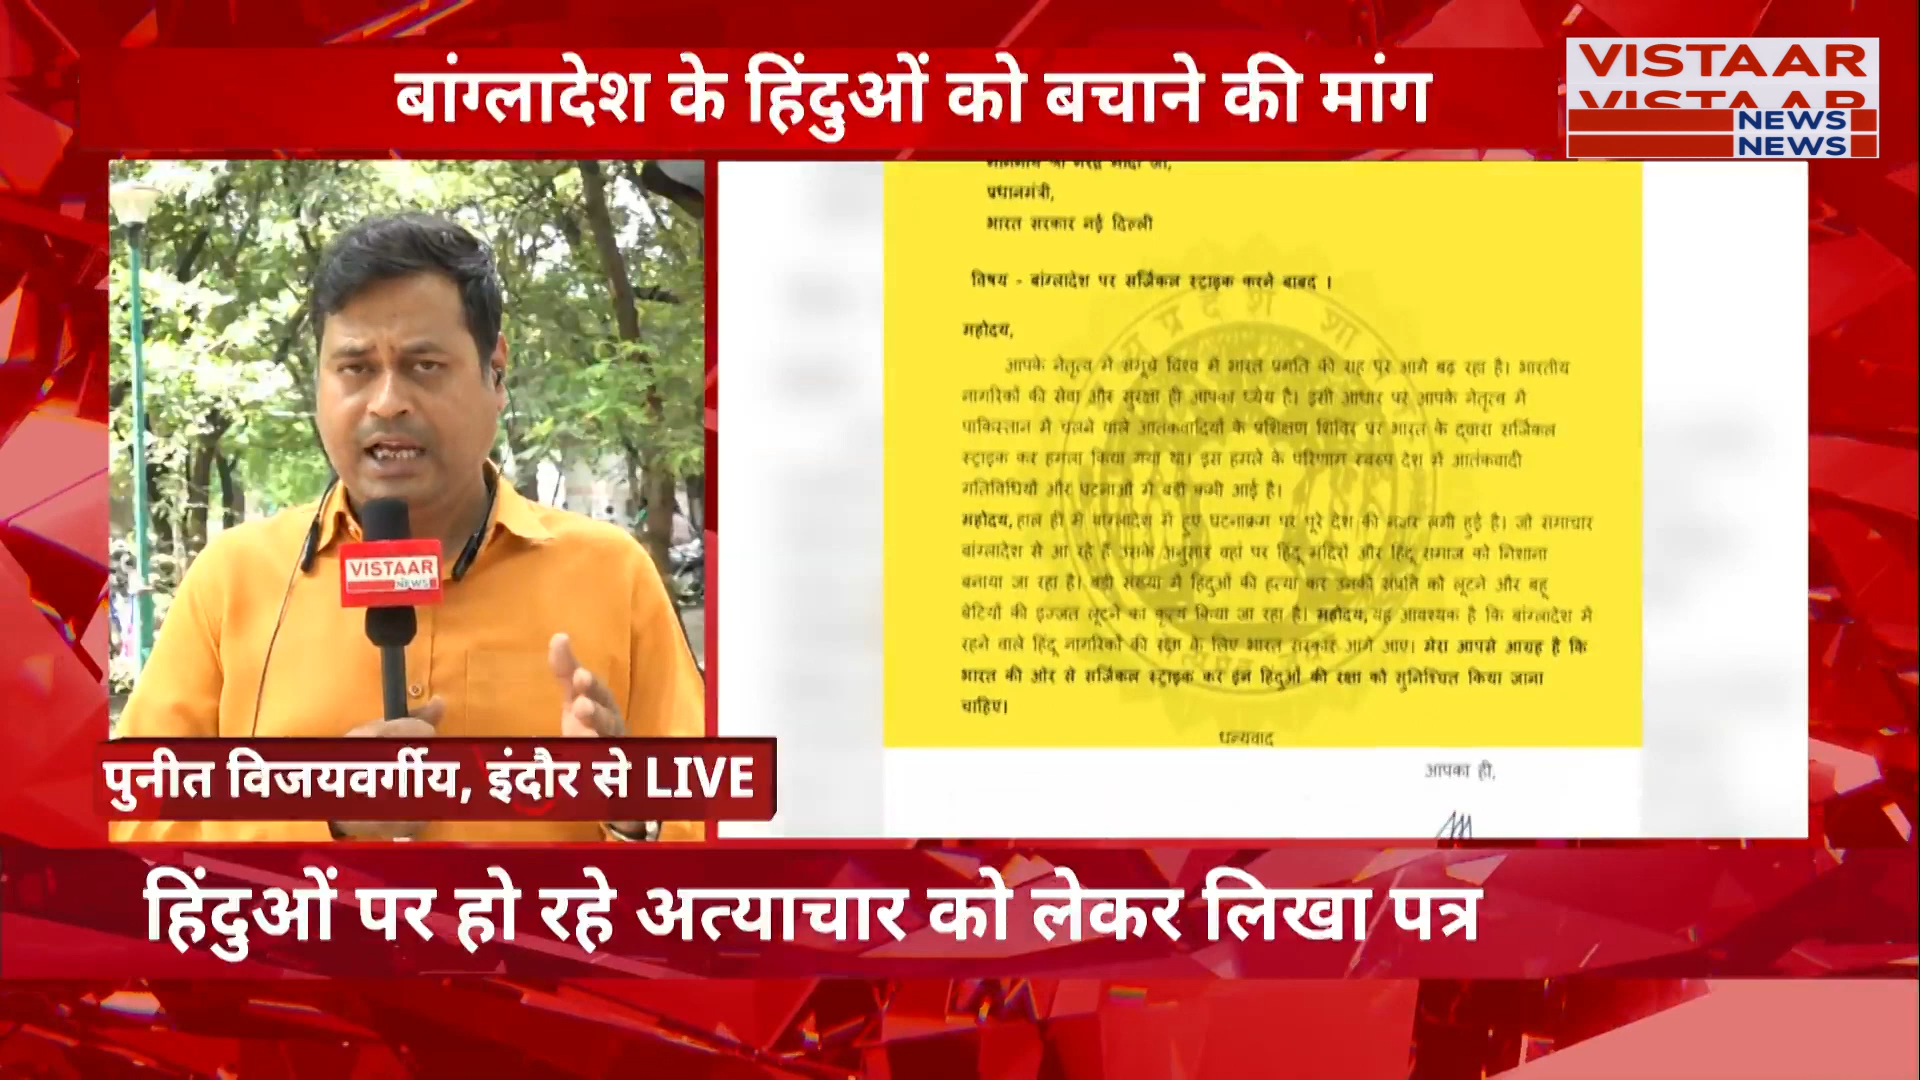 बांग्लादेश के हिंदुओं को बचाने की मांग
VISTAAR
VISTAAR
NEWS
NEWS
प्रधानमंत्री,
भारत सरकार नई दिल्ली
विषय - बांग्लादेश पर सर्जिकल स्ट्राइक करने बाबद ।
महोदय,
आपके नेतृत्व में संमूचे विश्व में भारत प्रगति की राह पर आगे बढ़ रहा है। भारतीय
नागरिकों की सेवा और सुरक्षा ही आपका ध्येय है। इसी आधार पर आपके नेतृत्व में
पाकिस्तान में चलने वाले आतंकवादियों के प्रशिक्षण शिविर पर भारत के द्वारा सर्जिकल
स्ट्राइक कर हमला किया गया था। इस हमले के परिणाम स्वरुप देश में आतंकवादी
गतिविधियों और घटनाओं में बडी कमी आई है।
महोदय, हाल ही में बांग्लादेश में हुए घटनाक्रम पर पूरे देश की नजर लगी हुई है। जो समाचार
बांग्लादेश से आ रहे हैं उसके अनुसार वहां पर हिंदू मंदिरों और हिंदू समाज को निशाना
बनाया जा रहा है। बडी संख्या में हिंदुओं की हत्या कर उनकी संपत्ति को लूटने और बहू
बेटियों की इज्जत लूटने का कृत्य किया जा रहा है। महोदय, यह आवश्यक है कि बांग्लादेश में
रहने वाले हिंदू नागरिकों की रक्षा के लिए भारत सरकार आगे आए। मेरा आपसे आग्रह है कि
भारत की ओर से सर्जिकल स्ट्राइक कर इन हिंदुओं की रक्षा को सुनिश्चित किया जाना
चाहिए।
धन्यवाद
आपका ही,
VISTAAR
NEWS
पुनीत विजयवर्गीय, इंदौर से LIVE
हिंदुओं पर हो रहे अत्याचार को लेकर लिखा पत्र